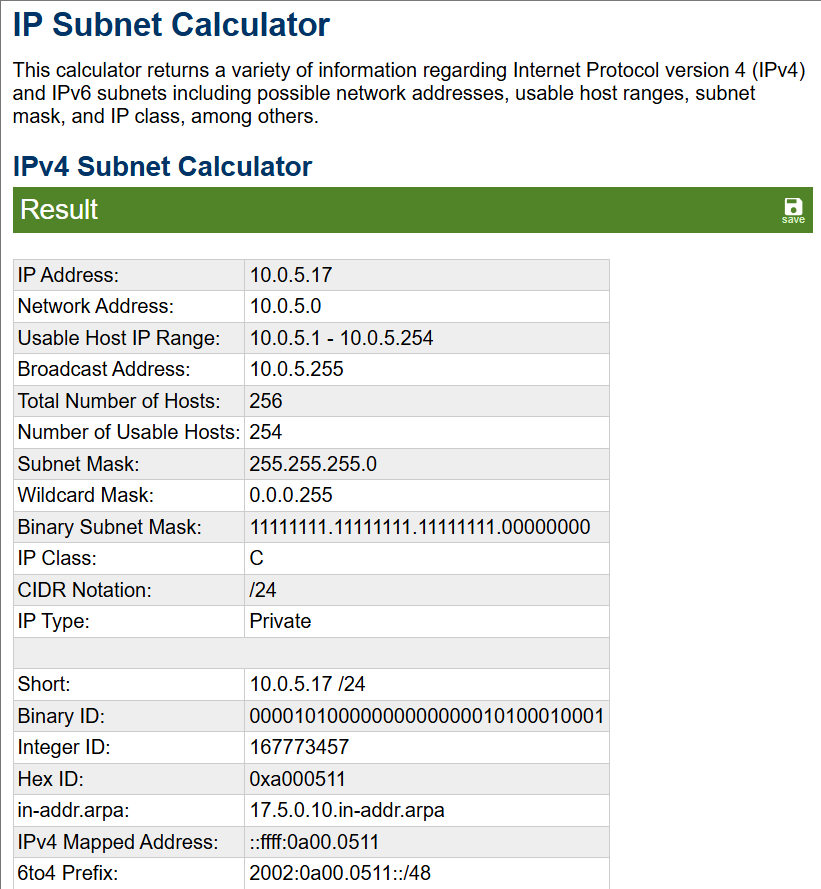 IP Subnet Calculator
This calculator returns a variety of information regarding Internet Protocol version 4 (IPv4)
and IPv6 subnets including possible network addresses, usable host ranges, subnet
mask, and IP class, among others.
IPv4 Subnet Calculator
Result
save
IP Address: 10.0.5.17
Network Address: 10.0.5.0
Usable Host IP Range: 10.0.5.1 - 10.0.5.254
Broadcast Address: 10.0.5.255
Total Number of Hosts: 256
Number of Usable Hosts: 254
Subnet Mask: 255.255.255.0
Wildcard Mask: 0.0.0.255
Binary Subnet Mask: 11111111.11111111.11111111.00000000
IP Class: C
CIDR Notation: /24
IP Type: Private
Short: 10.0.5.17 /24
Binary ID: 00001010000000000000010100010001
Integer ID: 167773457
Hex ID: 0xa000511
in-addr.arpa: 17.5.0.10.in-addr.arpa
IPv4 Mapped Address: ::ffff:0a00.0511
6to4 Prefix: 2002:0a00.0511::/48